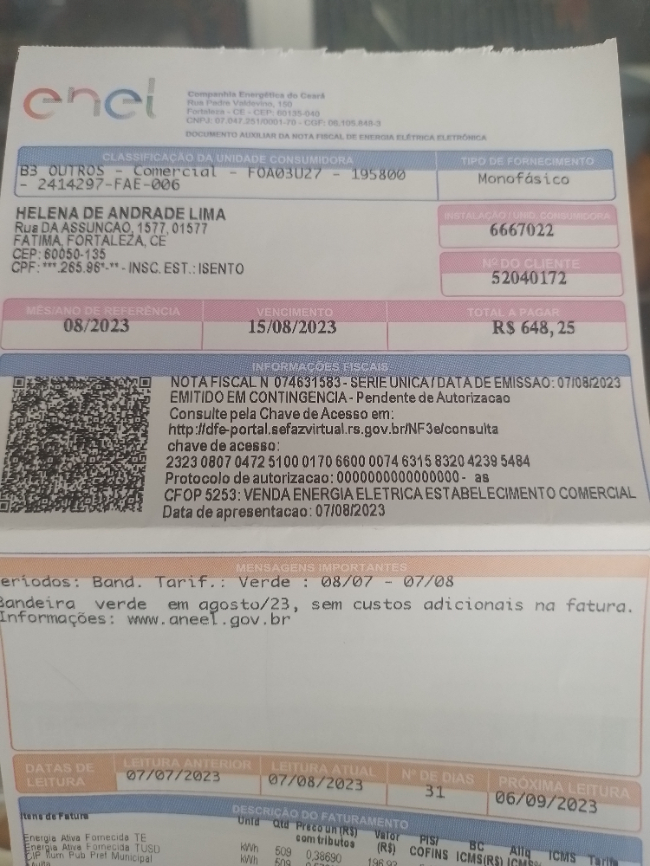 enel
Companhia Energética do Ceará
Rua Padre Valdevino, 150
Fortaleza - CE - CEP: 60135-040
CNPJ: 07.047.251/0001-70 - CGF: 06.105.848-3
DOCUMENTO AUXILIAR DA NOTA FISCAL DE ENERGIA ELÉTRICA ELETRÔNICA
CLASSIFICAÇÃO DA UNIDADE CONSUMIDORA
B3 OUTROS - Comercial - FOA03U27 - 195800
- 2414297-FAE-006
TIPO DE FORNECIMENTO
Monofásico
HELENA DE ANDRADE LIMA
Rua DA ASSUNCAO, 1577, 01577
FATIMA, FORTALEZA, CE
CEP: 60050-135
CPF: ***.265.96*-** - INSC. EST.: ISENTO
INSTALAÇÃO / UNID. CONSUMIDORA
6667022
Nº DO CLIENTE
52040172
MÊS/ANO DE REFERÊNCIA
08/2023
VENCIMENTO
15/08/2023
TOTAL A PAGAR
R$ 648,25
INFORMAÇÕES FISCAIS
NOTA FISCAL N 074631583 - SERIE UNICA / DATA DE EMISSÃO: 07/08/2023
EMITIDO EM CONTINGENCIA - Pendente de Autorizacao
Consulte pela Chave de Acesso em:
http://dfe-portal.sefazvirtual.rs.gov.br/NF3e/consulta
chave de acesso:
2323 0807 0472 5100 0170 6600 0074 6315 8320 4239 5484
Protocolo de autorizacao: 0000000000000000 - as
CFOP 5253: VENDA ENERGIA ELETRICA ESTABELECIMENTO COMERCIAL
Data de apresentacao: 07/08/2023
MENSAGENS IMPORTANTES
eriodos: Band. Tarif.: Verde : 08/07 - 07/08
Bandeira verde em agosto/23, sem custos adicionais na fatura.
Informações: www.aneel.gov.br
DATAS DE LEITURA
LEITURA ANTERIOR
07/07/2023
LEITURA ATUAL
07/08/2023
Nº DE DIAS
31
PRÓXIMA LEITURA
06/09/2023
DESCRIÇÃO DO FATURAMENTO
Itens de Fatura Unid Qtd Preço un (R$) com tributos Valor (R$) PIS/ COFINS BC ICMS(R$) Aliq ICMS ICMS Tarifa
Energia Ativa Fornecida TE kWh 509 0,38690 196,93
Energia Ativa Fornecida TUSD kWh 509
CIP Ilum Pub Pref Municipal